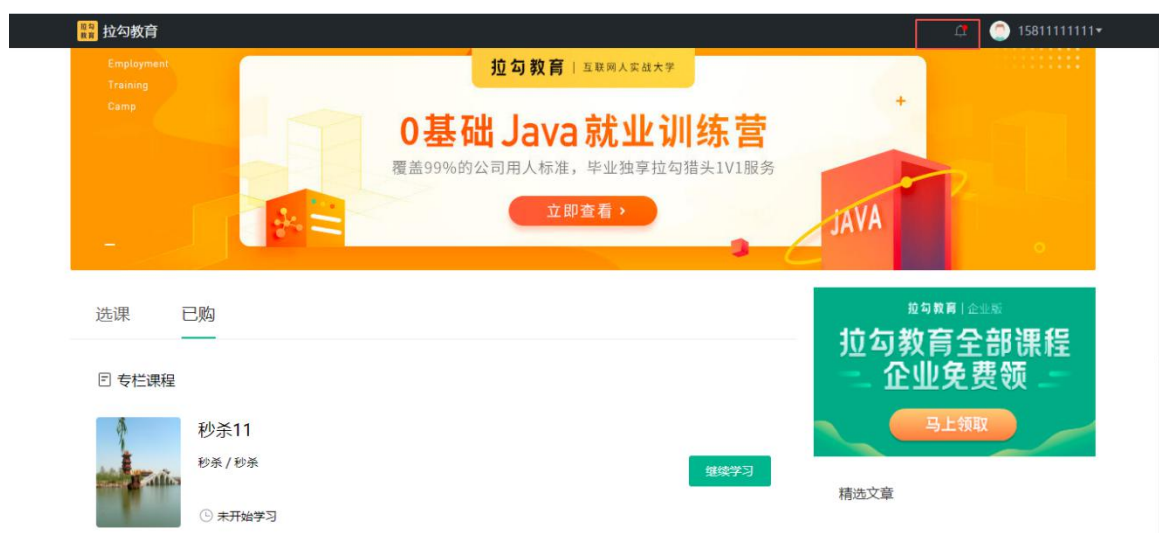 拉勾
教育
拉勾教育
15811111111
Employment
Training
Camp
拉勾教育 | 互联网人实战大学
0基础 Java 就业训练营
覆盖99%的公司用人标准，毕业独享拉勾猎头1V1服务
立即查看 ›
JAVA
选课 已购
拉勾教育 | 企业版
拉勾教育全部课程
企业免费领
马上领取
专栏课程
秒杀11
秒杀 / 秒杀
继续学习
未开始学习
精选文章